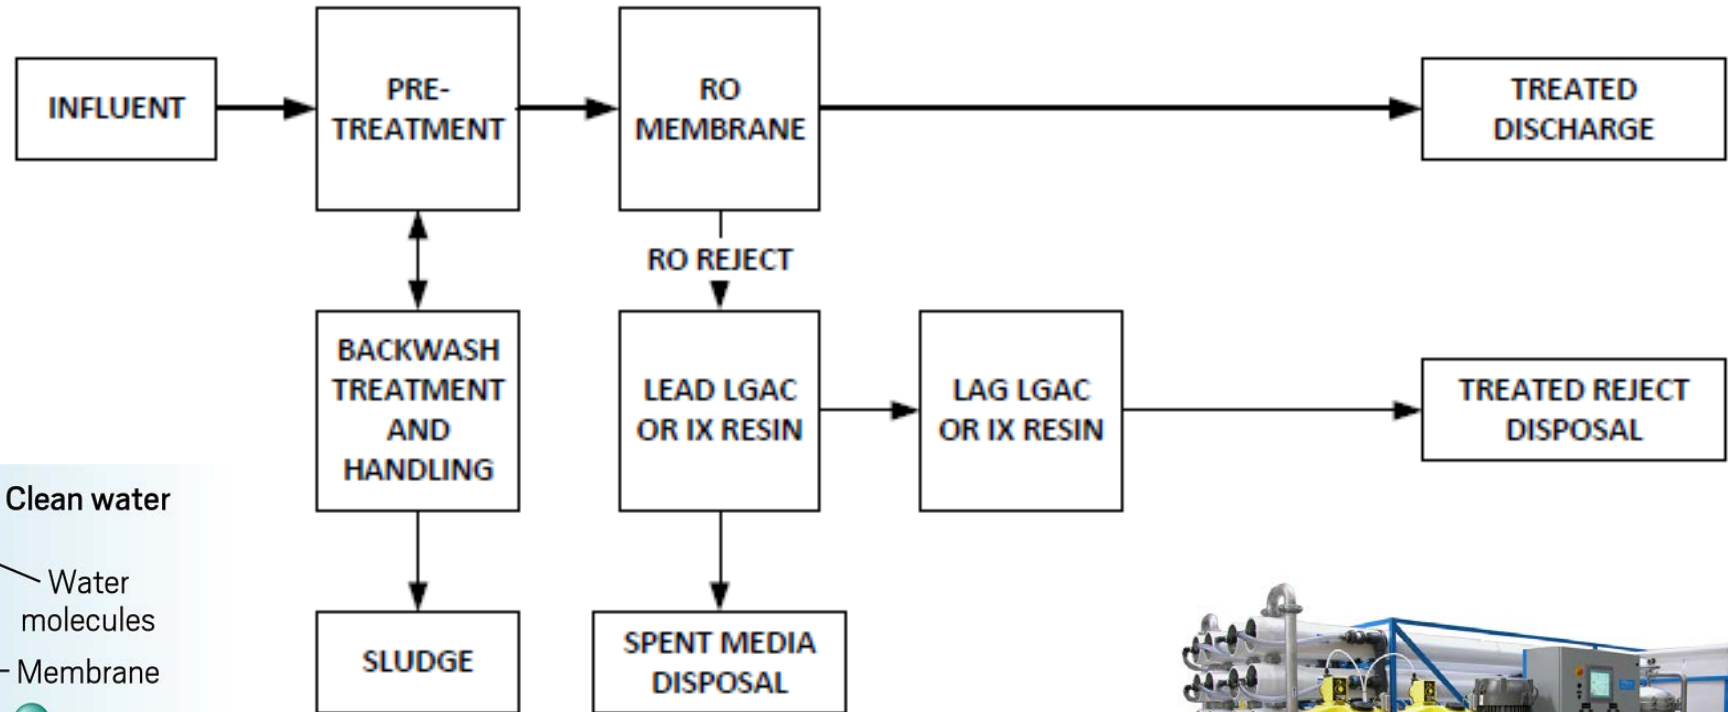 INFLUENT
PRE-
TREATMENT
RO
MEMBRANE
TREATED
DISCHARGE
RO REJECT
BACKWASH
TREATMENT
AND
HANDLING
LEAD LGAC
OR IX RESIN
LAG LGAC
OR IX RESIN
TREATED REJECT
DISPOSAL
Clean water
Water
molecules
Membrane
SLUDGE
SPENT MEDIA
DISPOSAL